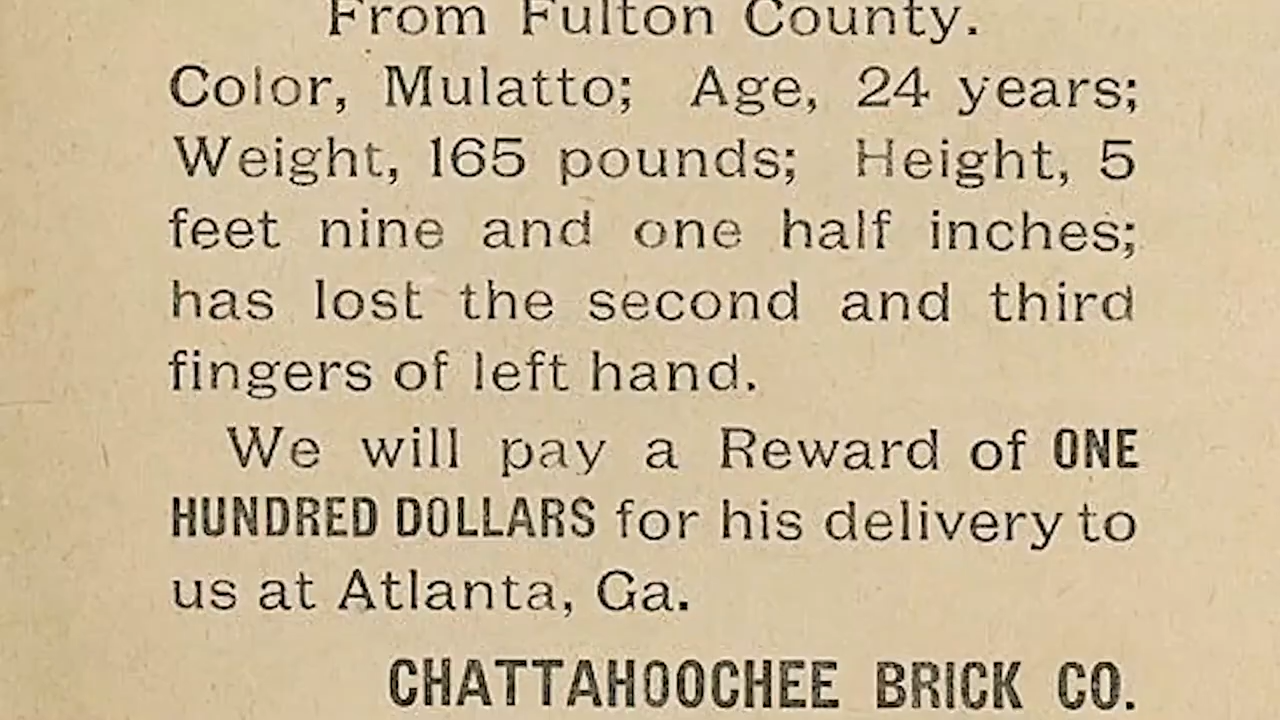 From Fulton County.
Color, Mulatto; Age, 24 years;
Weight, 165 pounds; Height, 5
feet nine and one half inches;
has lost the second and third
fingers of left hand.
We will pay a Reward of ONE
HUNDRED DOLLARS for his delivery to
us at Atlanta, Ga.
CHATTAHOOCHEE BRICK CO.